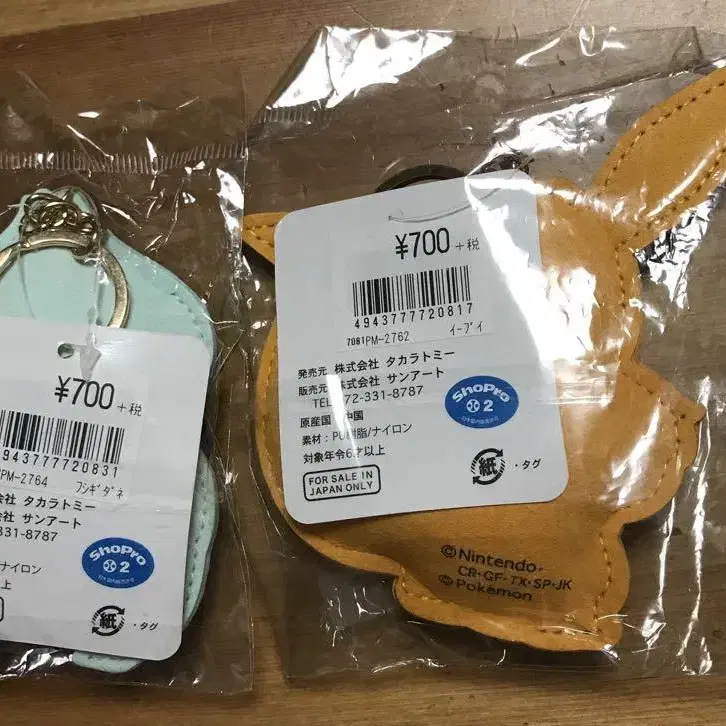 ¥700 +税
4943777720817
7081PM-2762 イーブイ
発売元 株式会社 タカラトミー
販売元 株式会社 サンアート
TEL 72-331-8787
原産国 中国
素材:PU樹脂/ナイロン
対象年令6才以上
FOR SALE IN
JAPAN ONLY
ShoPro
2
紙 ・タグ
©Nintendo・
CR・GF・TX・SP・JK
©Pokémon
¥700 +税
4943777720831
PM-2764 フシギダネ
会社 タカラトミー
会社 サンアート
-331-8787
脂/ナイロン
上
ShoPro
2
紙 ・タグ